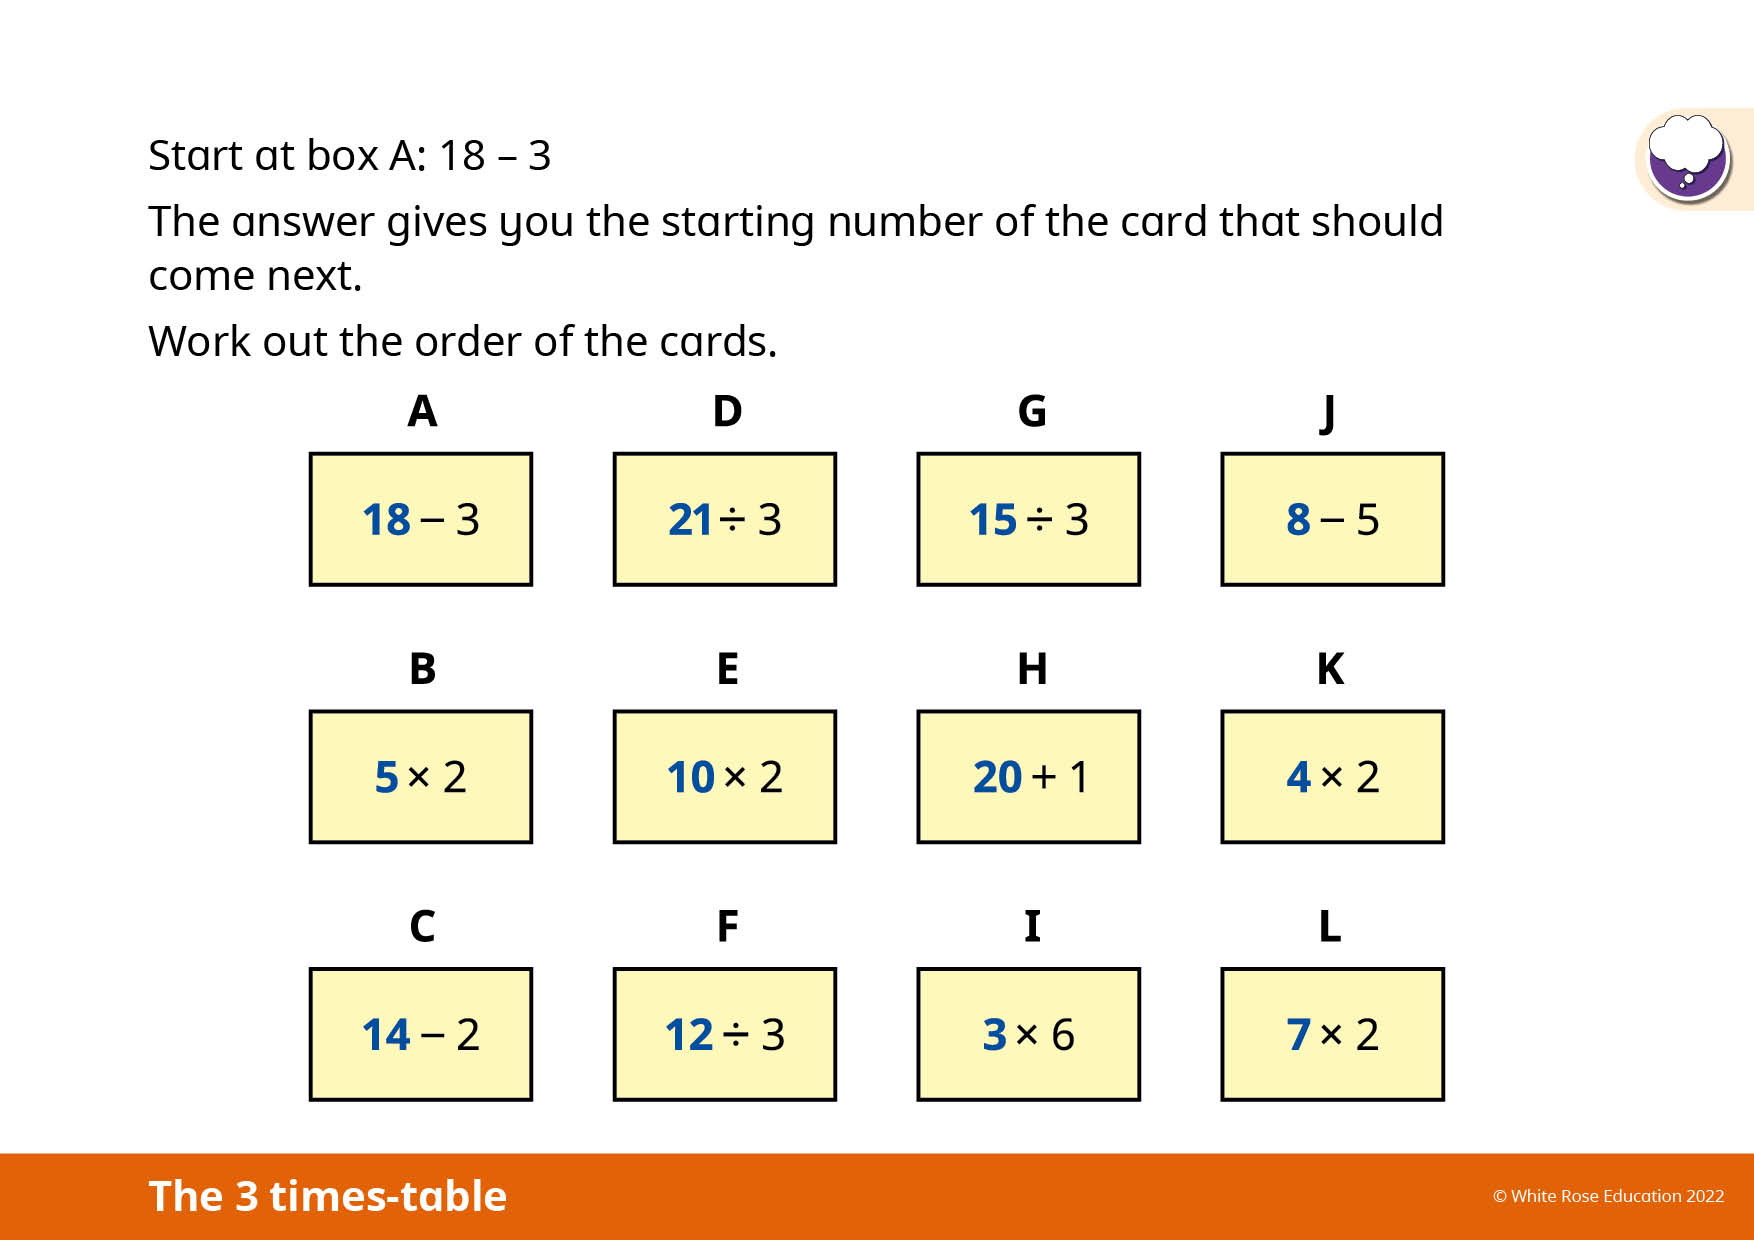 Start at box A: 18 – 3
The answer gives you the starting number of the card that should
come next.
Work out the order of the cards.
A D G J
18 − 3 21 ÷ 3 15 ÷ 3 8 − 5
B E H K
5 × 2 10 × 2 20 + 1 4 × 2
C F I L
14 − 2 12 ÷ 3 3 × 6 7 × 2
The 3 times-table © White Rose Education 2022